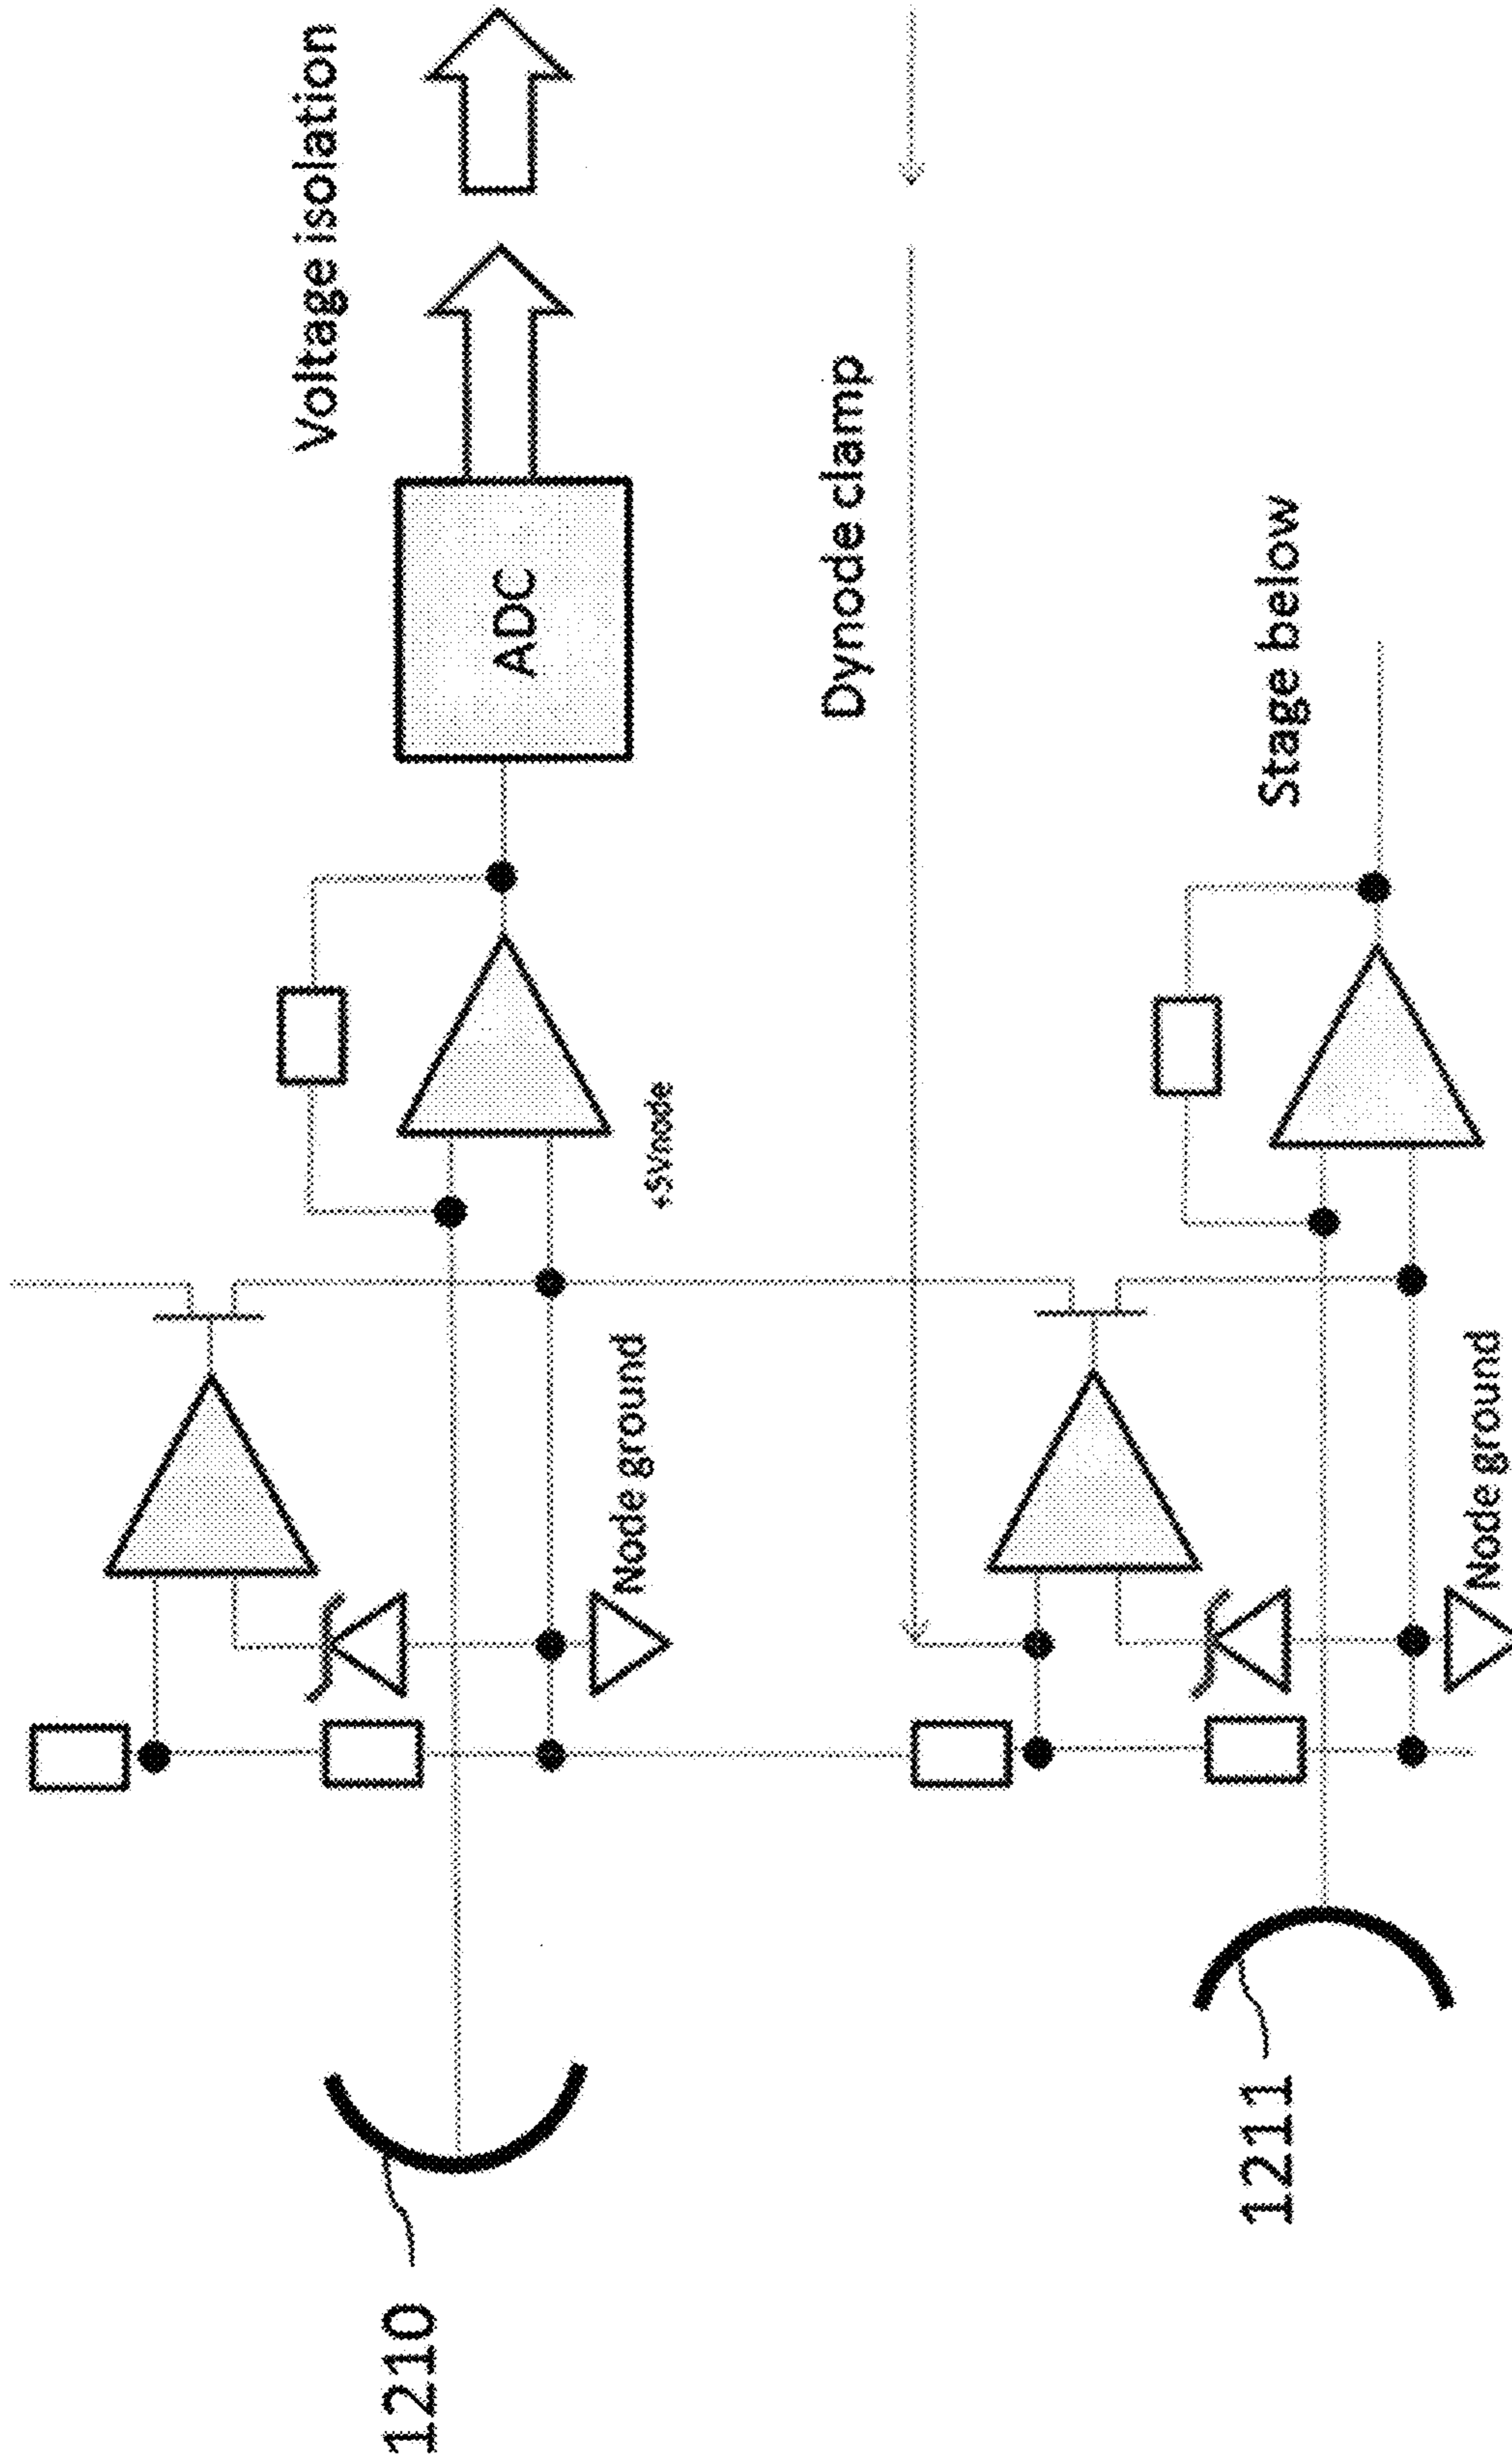 Voltage isolation
1210
ADC
Node ground
+5Vnode
Dynode clamp
1211
Stage below
Node ground